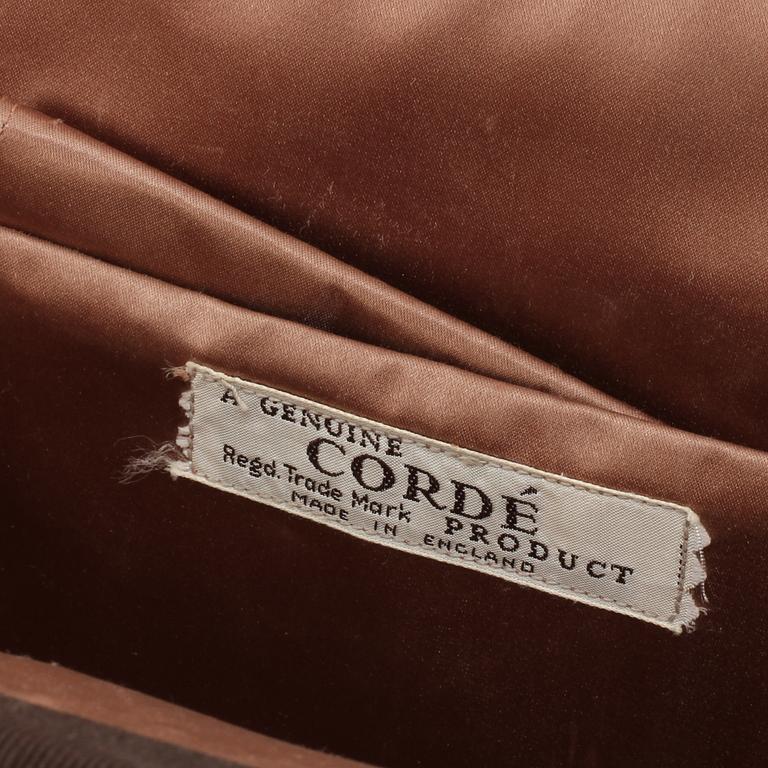 A GENUINE
CORDÉ
Regd. Trade Mark PRODUCT
MADE IN ENGLAND